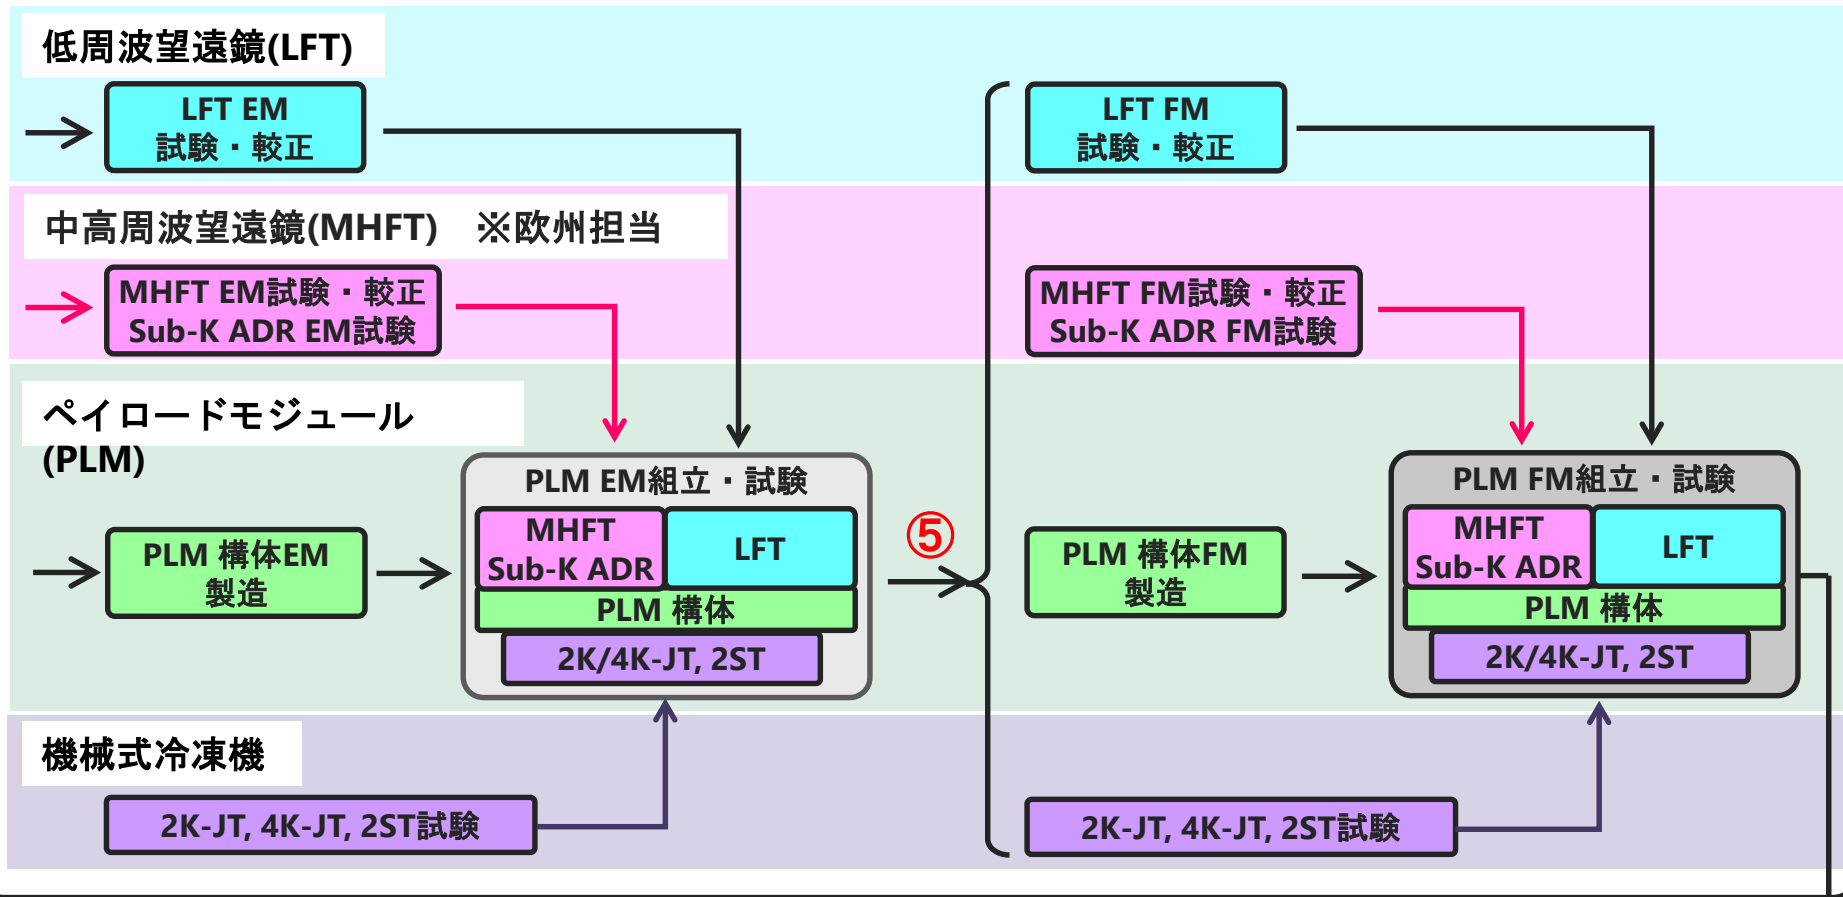 低周波望遠鏡(LFT)
LFT EM
試験・較正
LFT FM
試験・較正
中高周波望遠鏡(MHFT) ※欧州担当
MHFT EM試験・較正
Sub-K ADR EM試験
MHFT FM試験・較正
Sub-K ADR FM試験
ペイロードモジュール
(PLM)
PLM 構体EM
製造
PLM EM組立・試験
MHFT
Sub-K ADR
LFT
PLM 構体
2K/4K-JT, 2ST
⑤
PLM 構体FM
製造
PLM FM組立・試験
MHFT
Sub-K ADR
LFT
PLM 構体
2K/4K-JT, 2ST
機械式冷凍機
2K-JT, 4K-JT, 2ST試験
2K-JT, 4K-JT, 2ST試験